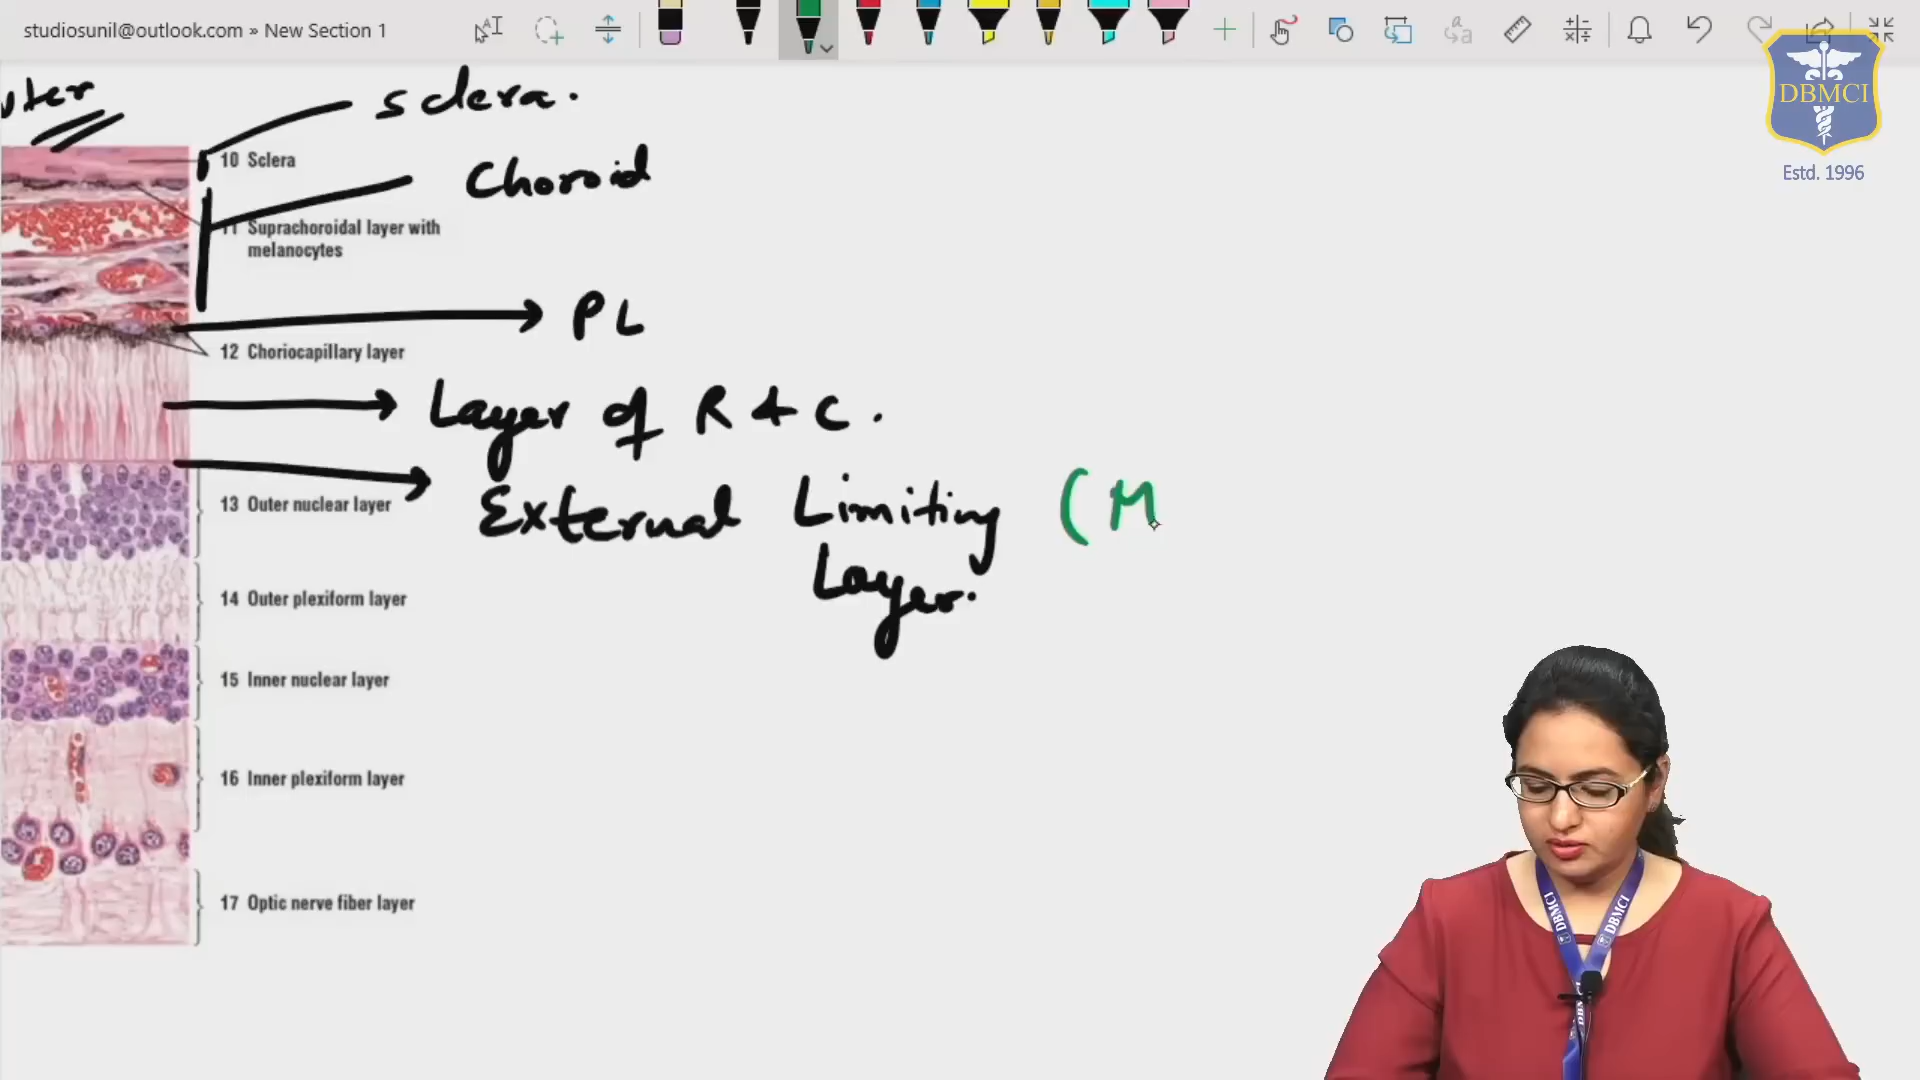 studiosunil@outlook.com » New Section 1
DBMCI
Estd. 1996
sclera.
10 Sclera
Choroid
11 Suprachoroidal layer with
melanocytes
PL
12 Choriocapillary layer
Layer of R & C.
13 Outer nuclear layer
External Limiting (M
Layer.
14 Outer plexiform layer
15 Inner nuclear layer
16 Inner plexiform layer
17 Optic nerve fiber layer
DBMCI
DBMCI